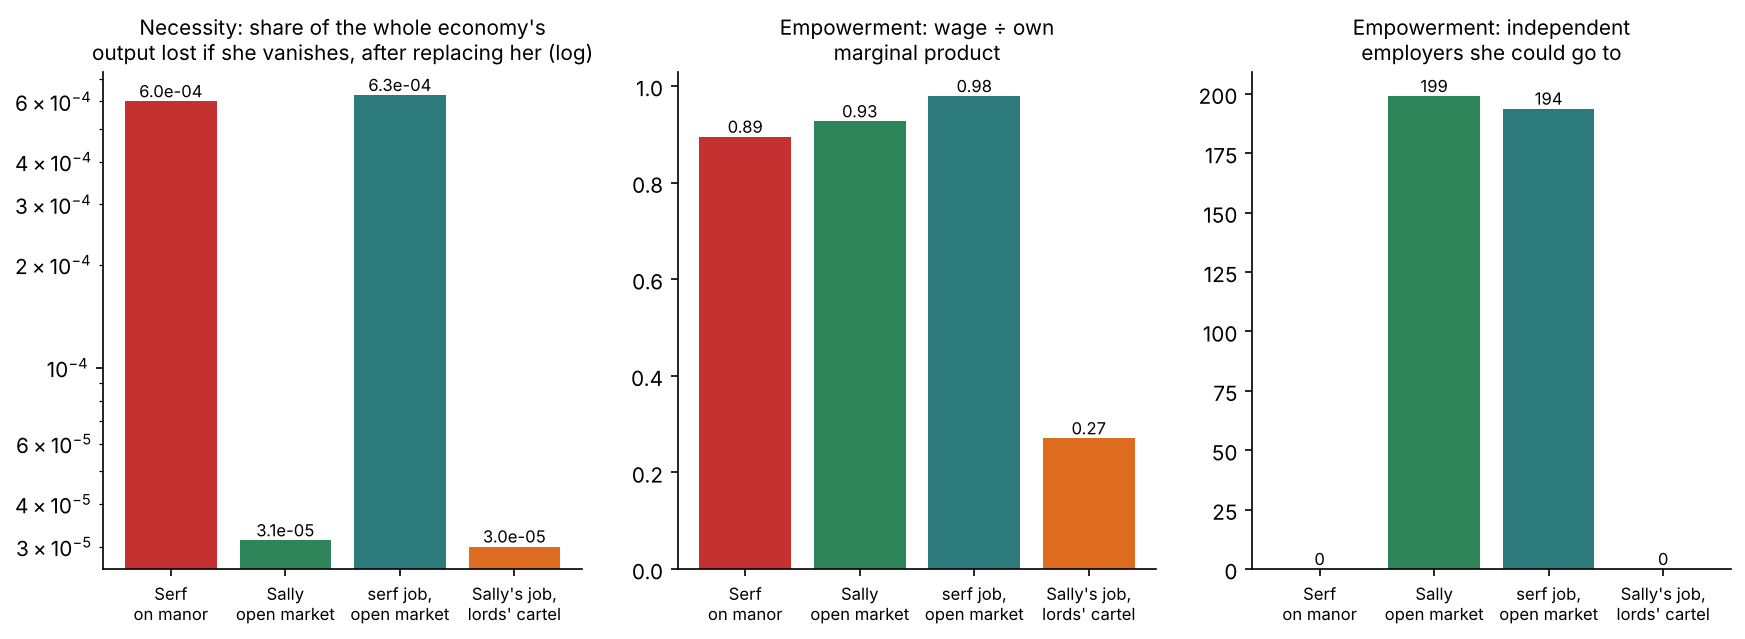 Necessity: share of the whole economy's
output lost if she vanishes, after replacing her (log)
6 × 10⁻⁴
4 × 10⁻⁴
3 × 10⁻⁴
2 × 10⁻⁴
10⁻⁴
6 × 10⁻⁵
4 × 10⁻⁵
3 × 10⁻⁵
6.0e-04
3.1e-05
6.3e-04
3.0e-05
Serf
on manor
Sally
open market
serf job,
open market
Sally's job,
lords' cartel
Empowerment: wage ÷ own
marginal product
1.0
0.8
0.6
0.4
0.2
0.0
0.89
0.93
0.98
0.27
Serf
on manor
Sally
open market
serf job,
open market
Sally's job,
lords' cartel
Empowerment: independent
employers she could go to
200
175
150
125
100
75
50
25
0
0
199
194
0
Serf
on manor
Sally
open market
serf job,
open market
Sally's job,
lords' cartel